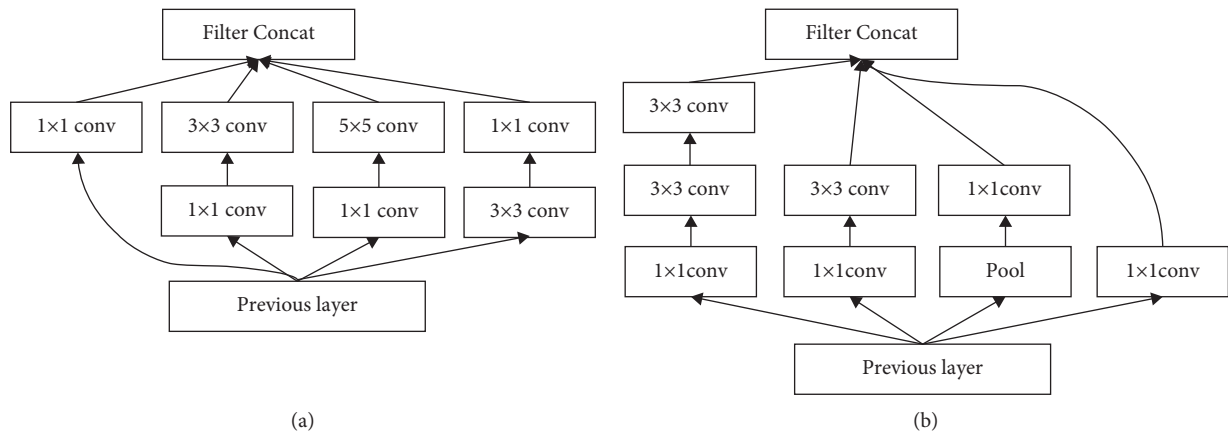 Filter Concat
1×1 conv
3×3 conv
5×5 conv
1×1 conv
1×1 conv
1×1 conv
3×3 conv
Previous layer
(a)
Filter Concat
3×3 conv
3×3 conv
3×3 conv
1×1conv
1×1conv
1×1conv
Pool
1×1conv
Previous layer
(b)